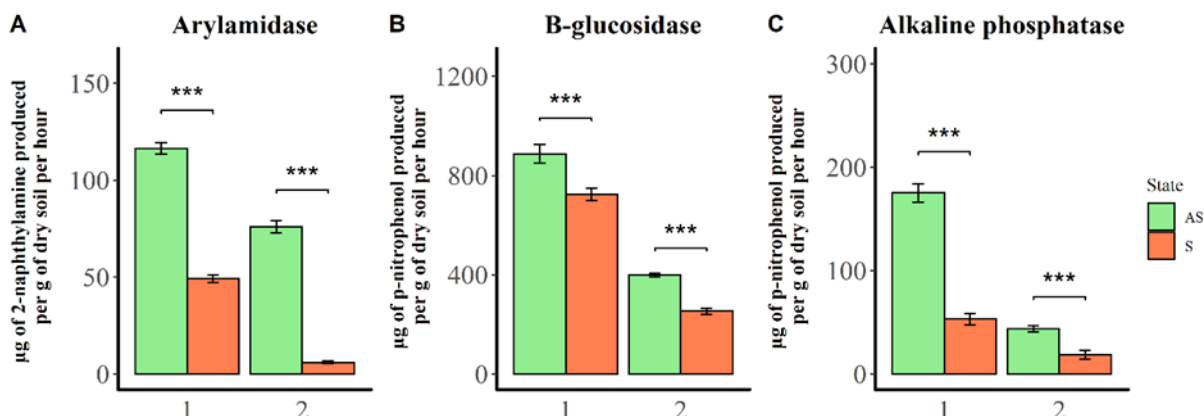 A Arylamidase
µg of 2-naphthylamine produced
per g of dry soil per hour
150
100
50
0
***
***
1 2
B B-glucosidase
µg of p-nitrophenol produced
per g of dry soil per hour
1200
800
400
0
***
***
1 2
C Alkaline phosphatase
µg of p-nitrophenol produced
per g of dry soil per hour
300
200
100
0
***
***
1 2
State
AS
S